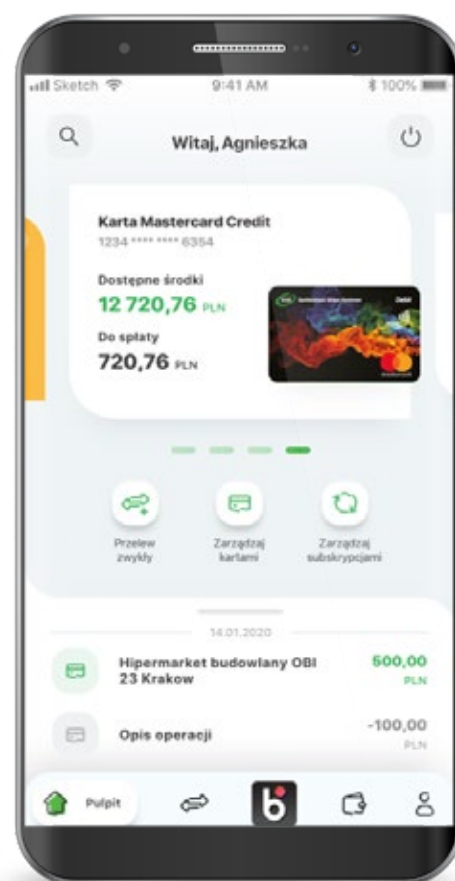 Sketch
9:41 AM
100%
Witaj, Agnieszka
Karta Mastercard Credit
1234 **** **** 6354
Dostępne środki
12 720,76 PLN
Do spłaty
720,76 PLN
Debit
Przelew
zwykły
Zarządzaj
kartami
Zarządzaj
subskrypcjami
14.01.2020
Hipermarket budowlany OBI
23 Krakow
500,00
PLN
Opis operacji
-100,00
PLN
Pulpit
b